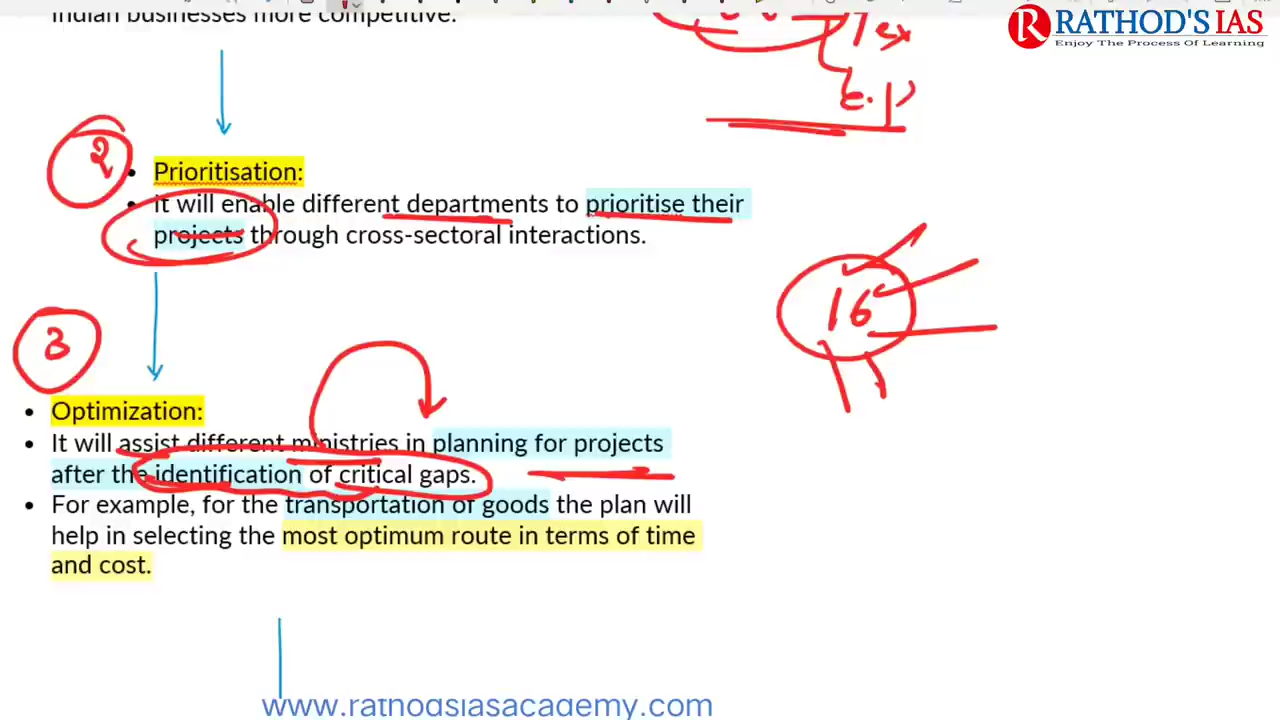 Indian businesses more competitive.
RATHOD'S IAS
Enjoy The Process Of Learning
2
• Prioritisation:
• It will enable different departments to prioritise their
projects through cross-sectoral interactions.
16
3
• Optimization:
• It will assist different ministries in planning for projects
after the identification of critical gaps.
• For example, for the transportation of goods the plan will
help in selecting the most optimum route in terms of time
and cost.
www.rathodsiasacademy.com